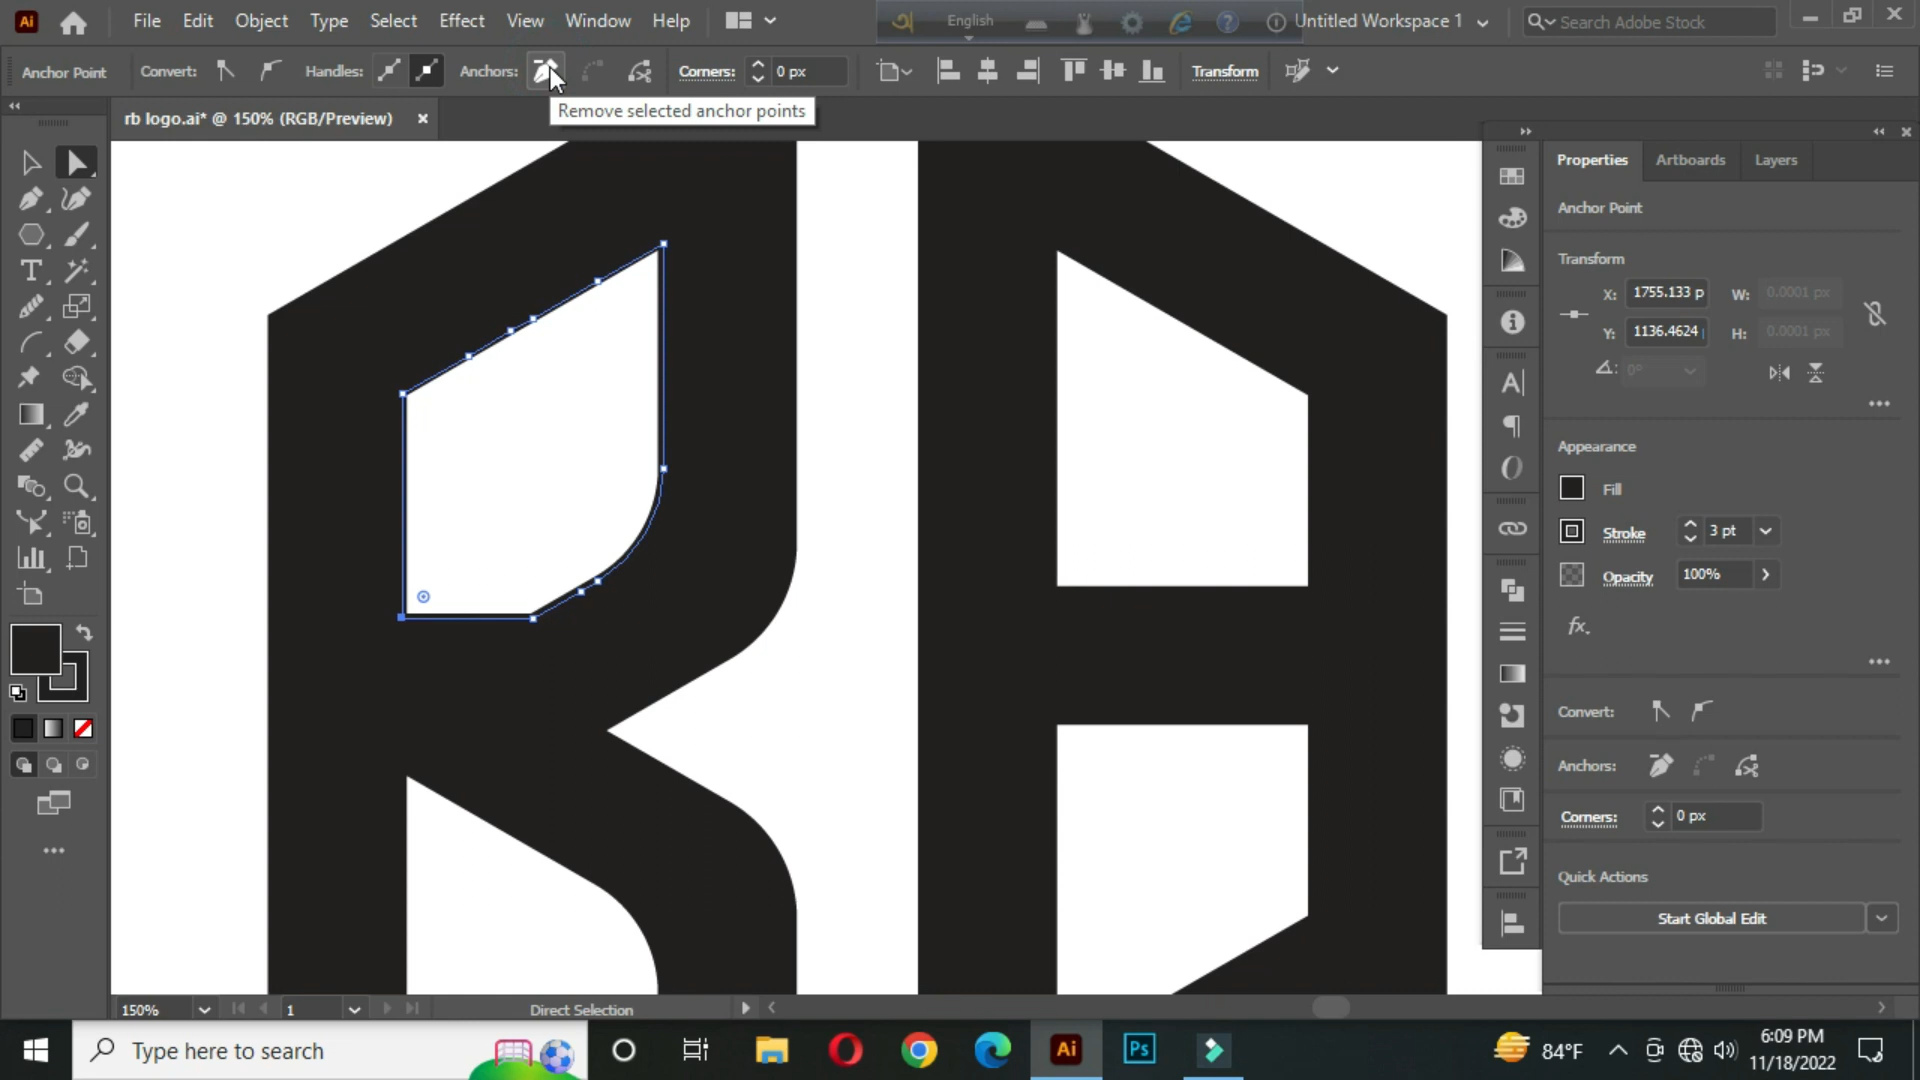 Ai File Edit Object Type Select Effect View Window Help English Untitled Workspace 1 Search Adobe Stock
Anchor Point Convert: Handles: Anchors: Corners: 0 px Transform
Remove selected anchor points
rb logo.ai* @ 150% (RGB/Preview)
Properties Artboards Layers
Anchor Point
Transform
X: 1755.133 p W: 0.0001 px
Y: 1136.4624 H: 0.0001 px
0°
Appearance
Fill
Stroke 3 pt
Opacity 100%
fx.
Convert:
Anchors:
Corners: 0 px
Quick Actions
Start Global Edit
150% 1 Direct Selection
Type here to search Ai Ps 84°F 6:09 PM
11/18/2022